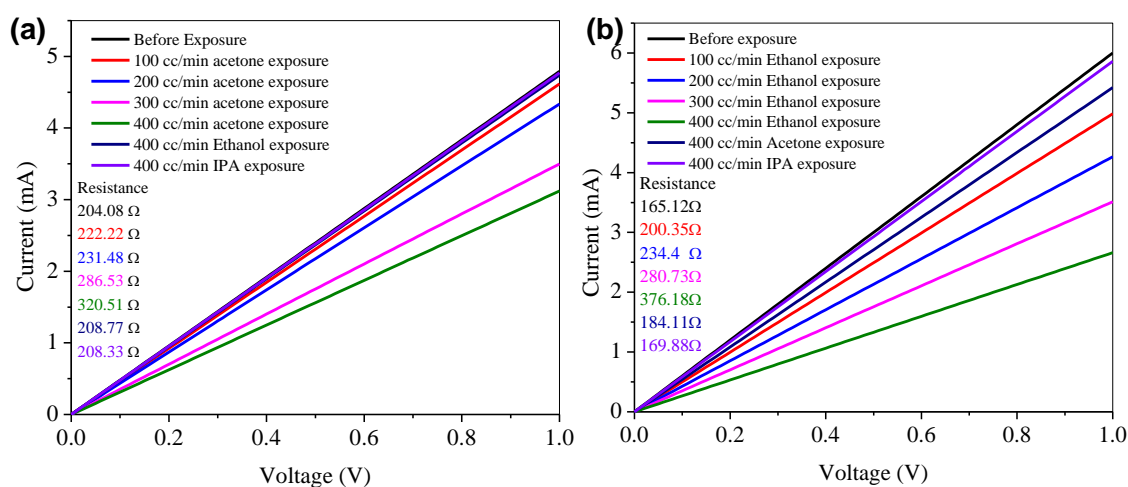 (a)
Before Exposure
100 cc/min acetone exposure
200 cc/min acetone exposure
300 cc/min acetone exposure
400 cc/min acetone exposure
400 cc/min Ethanol exposure
400 cc/min IPA exposure
Resistance
204.08 Ω
222.22 Ω
231.48 Ω
286.53 Ω
320.51 Ω
208.77 Ω
208.33 Ω
5
4
3
2
1
0
0.0 0.2 0.4 0.6 0.8 1.0
Current (mA)
Voltage (V)
(b)
Before exposure
100 cc/min Ethanol exposure
200 cc/min Ethanol exposure
300 cc/min Ethanol exposure
400 cc/min Ethanol exposure
400 cc/min Acetone exposure
400 cc/min IPA exposure
Resistance
165.12Ω
200.35Ω
234.4 Ω
280.73Ω
376.18Ω
184.11Ω
169.88Ω
6
5
4
3
2
1
0
0.0 0.2 0.4 0.6 0.8 1.0
Current (mA)
Voltage (V)